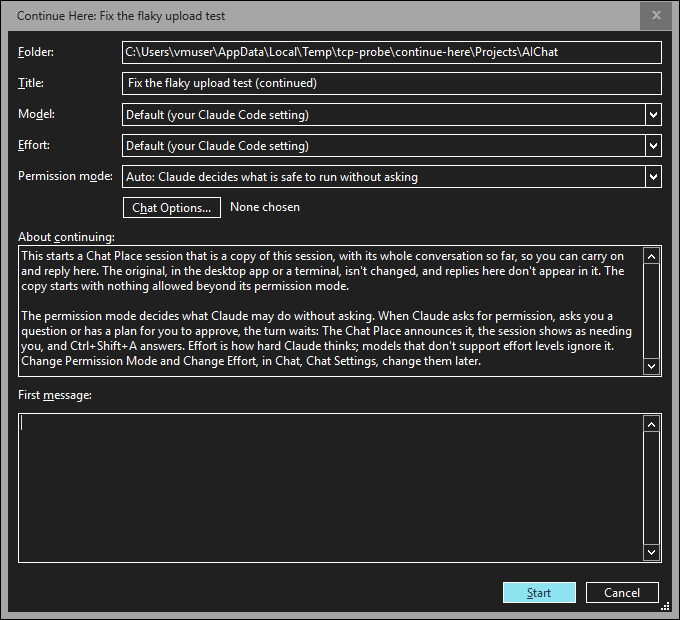 Continue Here: Fix the flaky upload test
Folder: C:\Users\vmuser\AppData\Local\Temp\tcp-probe\continue-here\Projects\AIChat
Title: Fix the flaky upload test (continued)
Model: Default (your Claude Code setting)
Effort: Default (your Claude Code setting)
Permission mode: Auto: Claude decides what is safe to run without asking
Chat Options... None chosen
About continuing:
This starts a Chat Place session that is a copy of this session, with its whole conversation so far, so you can carry on
and reply here. The original, in the desktop app or a terminal, isn't changed, and replies here don't appear in it. The
copy starts with nothing allowed beyond its permission mode.
The permission mode decides what Claude may do without asking. When Claude asks for permission, asks you a
question or has a plan for you to approve, the turn waits: The Chat Place announces it, the session shows as needing
you, and Ctrl+Shift+A answers. Effort is how hard Claude thinks; models that don't support effort levels ignore it.
Change Permission Mode and Change Effort, in Chat, Chat Settings, change them later.
First message:
Start Cancel